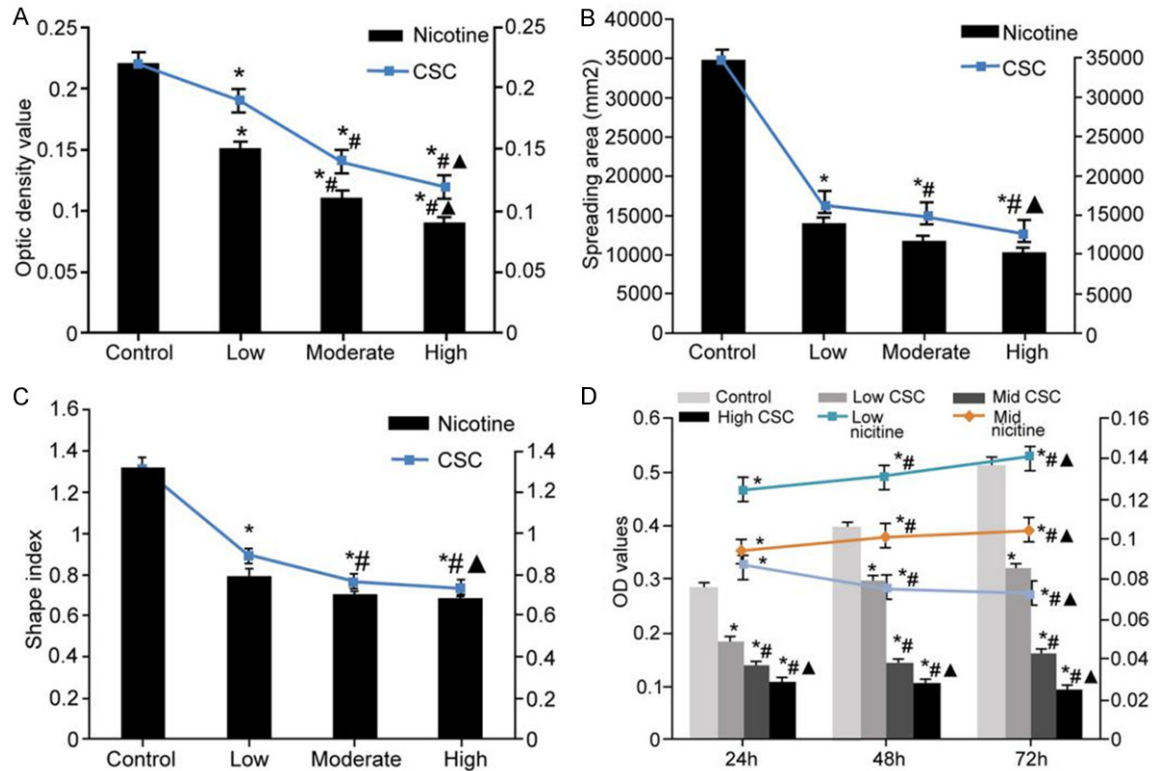 A
Optic density value
0.25
0.2
0.15
0.1
0.05
0
Nicotine
CSC
*
*
*#
*#
*#▲
*#▲
0.25
0.2
0.15
0.1
0.05
0
Control Low Moderate High
B
Spreading area (mm2)
40000
35000
30000
25000
20000
15000
10000
5000
0
Nicotine
CSC
*
*#
*#▲
35000
30000
25000
20000
15000
10000
5000
0
Control Low Moderate High
C
Shape index
1.6
1.4
1.2
1
0.8
0.6
0.4
0.2
0
Nicotine
CSC
*
*#
*#▲
1.4
1.2
1
0.8
0.6
0.4
0.2
0
Control Low Moderate High
D
Control Low CSC Mid CSC
High CSC Low nicitine Mid nicitine
OD values
0.6
0.5
0.4
0.3
0.2
0.1
0
* *# *#▲
* *# *#▲
* *# *#▲
* * *
*# *# *#
*#▲ *#▲ *#▲
0.16
0.14
0.12
0.1
0.08
0.06
0.04
0.02
0
24h 48h 72h